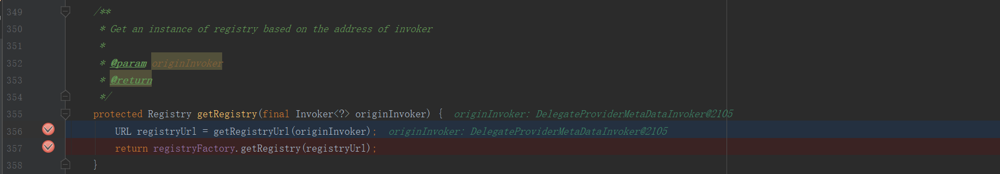 349 /**
350 * Get an instance of registry based on the address of invoker
351 *
352 * @param originInvoker
353 * @return
354 */
355 protected Registry getRegistry(final Invoker<?> originInvoker) { originInvoker: DelegateProviderMetaDataInvoker@2105
356 URL registryUrl = getRegistryUrl(originInvoker); originInvoker: DelegateProviderMetaDataInvoker@2105
357 return registryFactory.getRegistry(registryUrl);
358 }